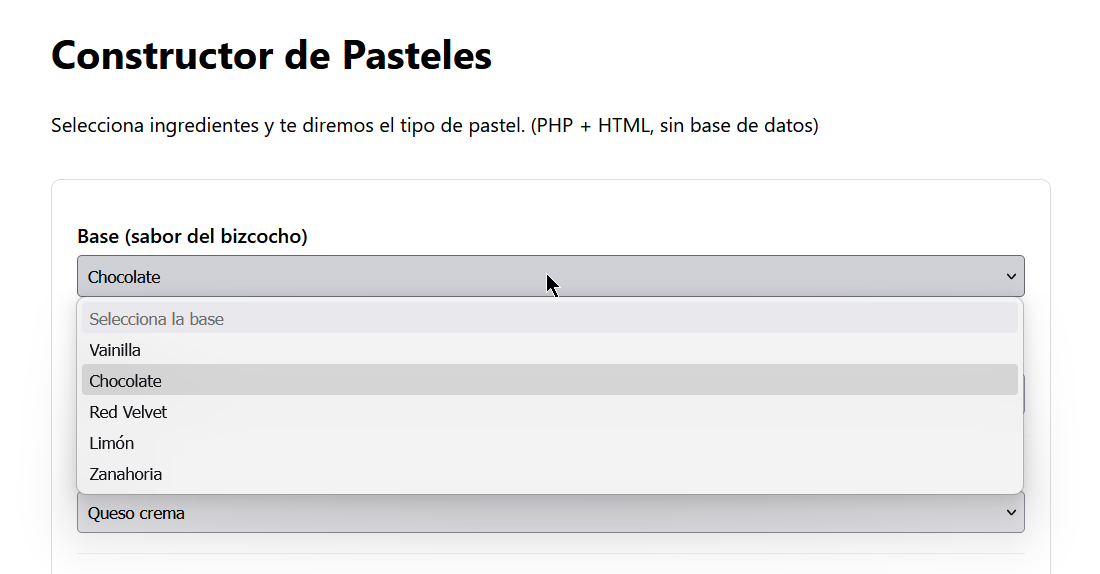 Constructor de Pasteles
Selecciona ingredientes y te diremos el tipo de pastel. (PHP + HTML, sin base de datos)
Base (sabor del bizcocho)
Chocolate
Selecciona la base
Vainilla
Chocolate
Red Velvet
Limón
Zanahoria
Queso crema